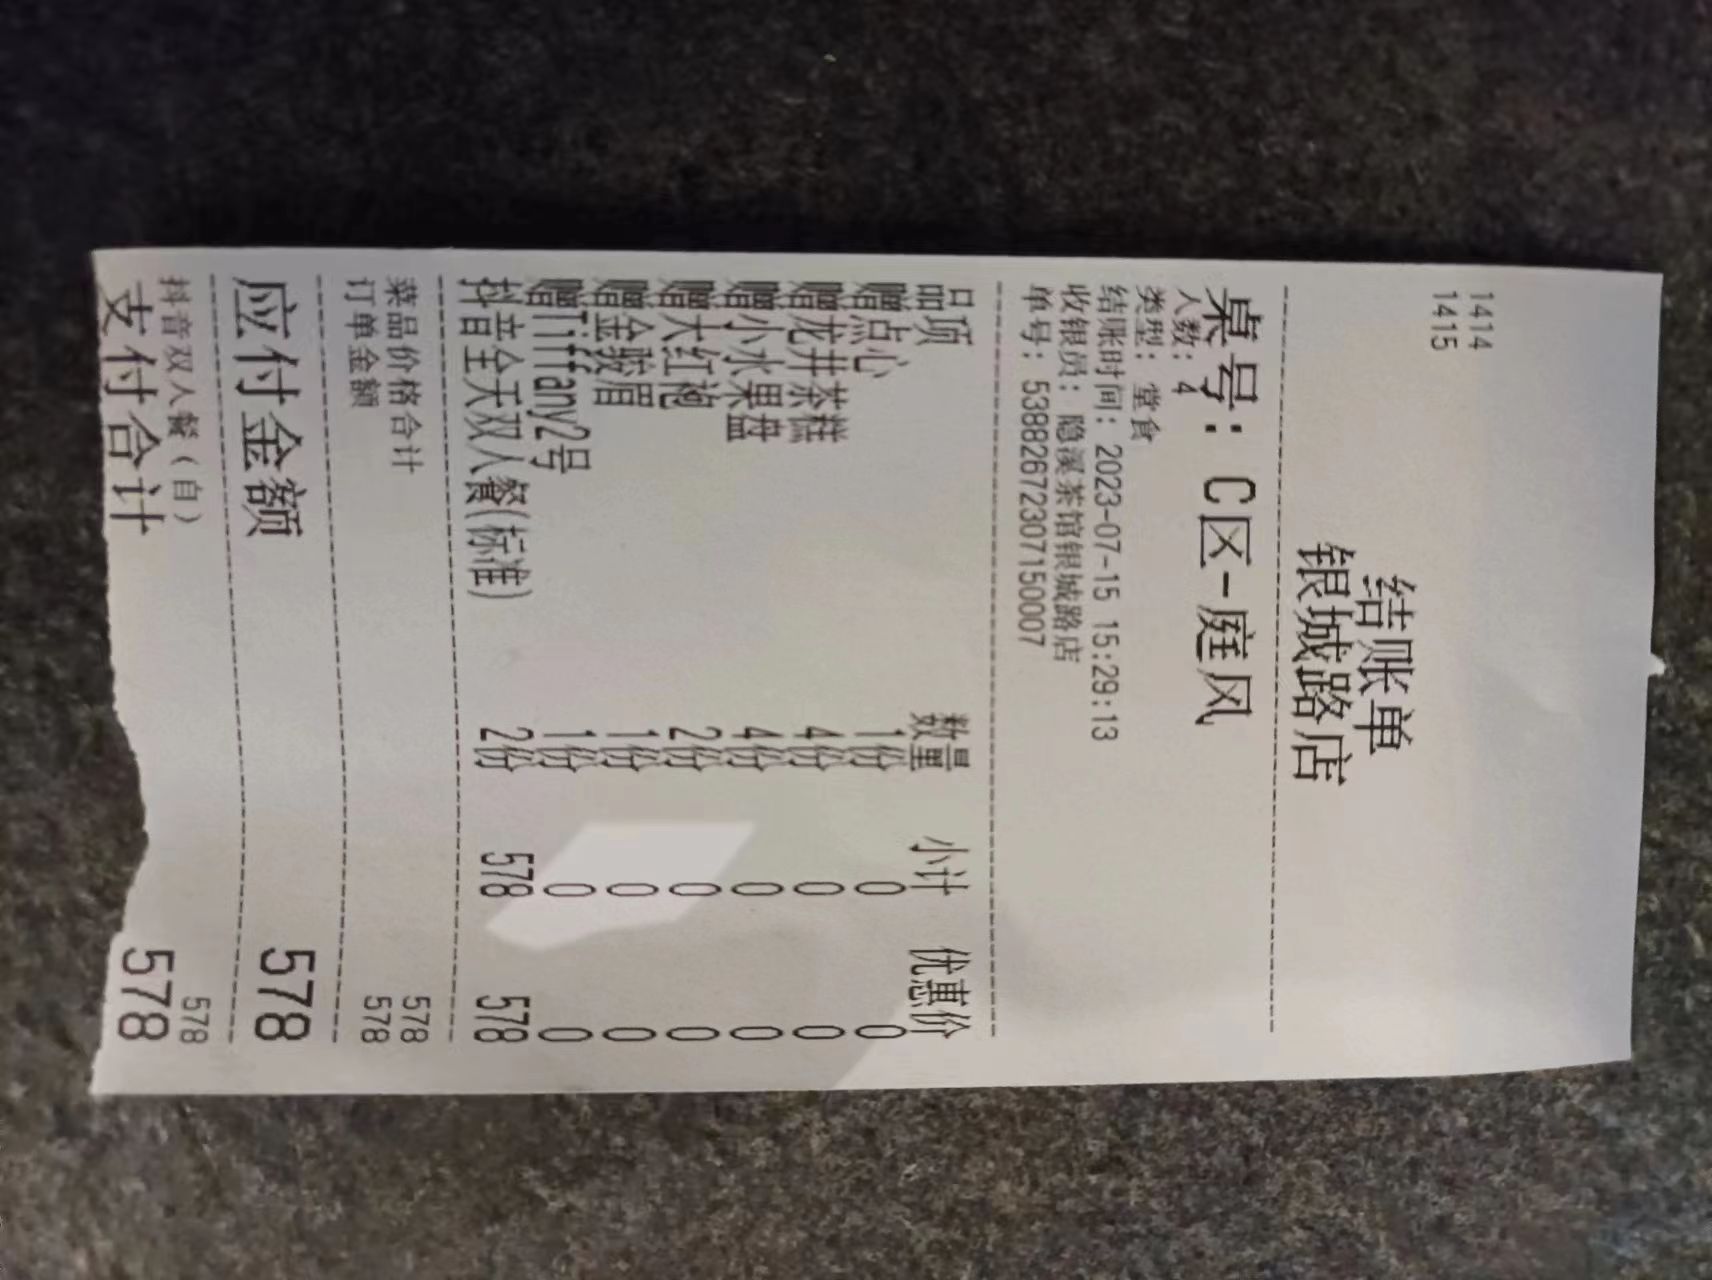 1414
1415
结账单
银城路店
桌号：C区-庭风
人数：4
类型：堂食
结账时间：2023-07-15 15:29:13
收银员：隐溪茶馆银城路店
单号：538826723071500​07
品项 数量 小计 优惠价
赠点心 1份 0 0
赠龙井茶糕 4份 0 0
赠小水果盘 4份 0 0
赠大红袍 2份 0 0
赠金骏眉 1份 0 0
赠Tiffany2号 1份 0 0
抖音全天双人餐(标准) 2份 578 578
菜品价格合计 578
订单金额 578
应付金额 578
抖音双人餐（自） 578
支付合计 578